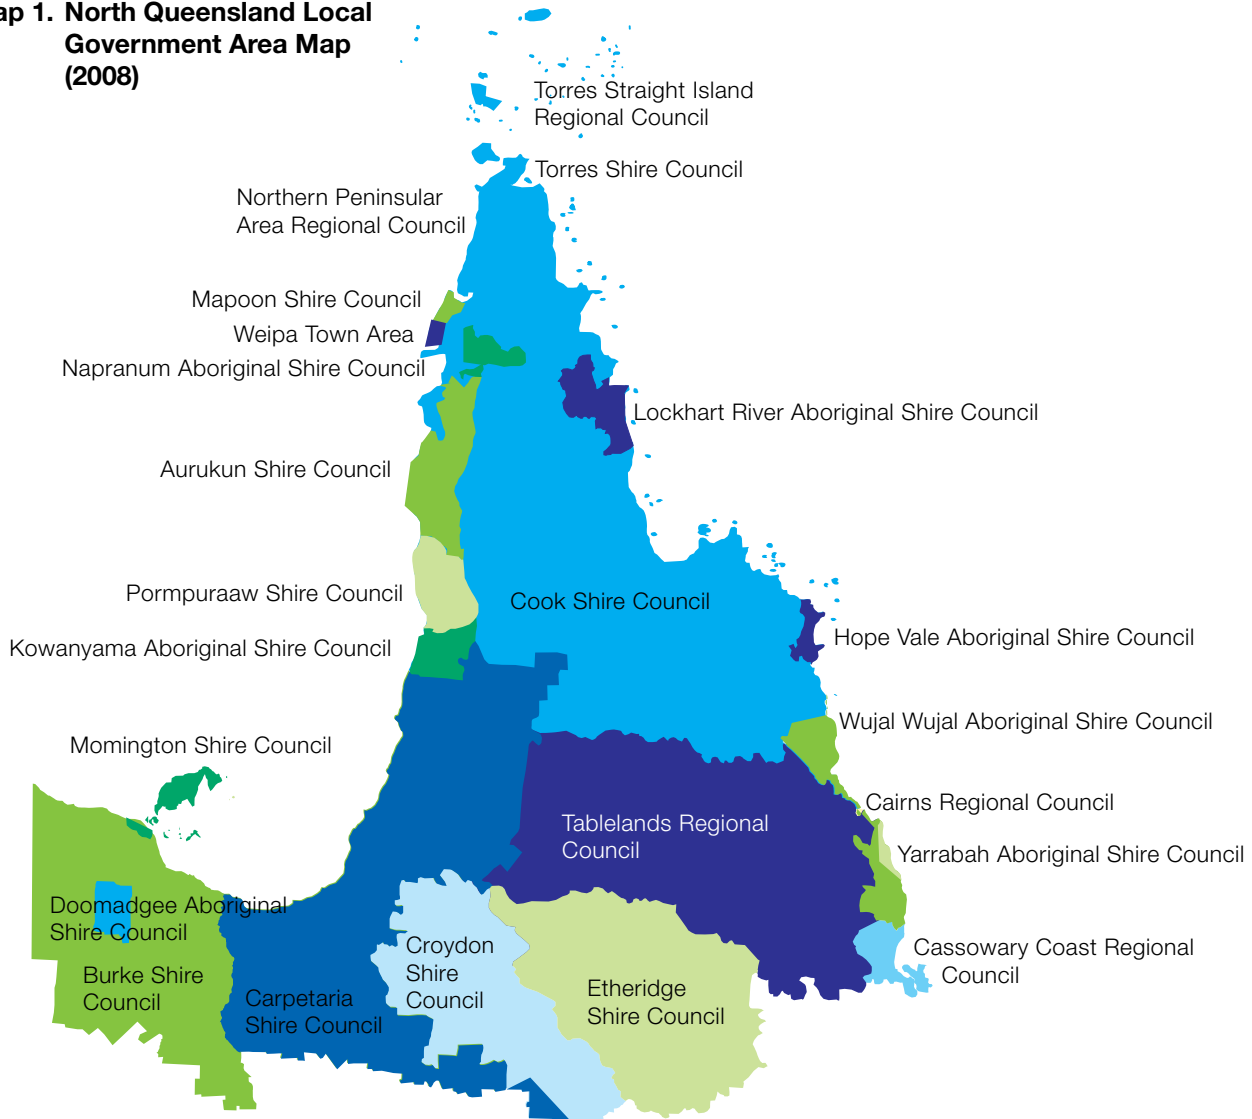 ap 1. North Queensland Local
Government Area Map
(2008)
Torres Straight Island
Regional Council
Torres Shire Council
Northern Peninsular
Area Regional Council
Mapoon Shire Council
Weipa Town Area
Napranum Aboriginal Shire Council
Lockhart River Aboriginal Shire Council
Aurukun Shire Council
Pormpuraaw Shire Council
Cook Shire Council
Hope Vale Aboriginal Shire Council
Kowanyama Aboriginal Shire Council
Wujal Wujal Aboriginal Shire Council
Momington Shire Council
Cairns Regional Council
Tablelands Regional
Council
Yarrabah Aboriginal Shire Council
Doomadgee Aboriginal
Shire Council
Croydon
Shire
Council
Cassowary Coast Regional
Council
Burke Shire
Council
Carpetaria
Shire Council
Etheridge
Shire Council